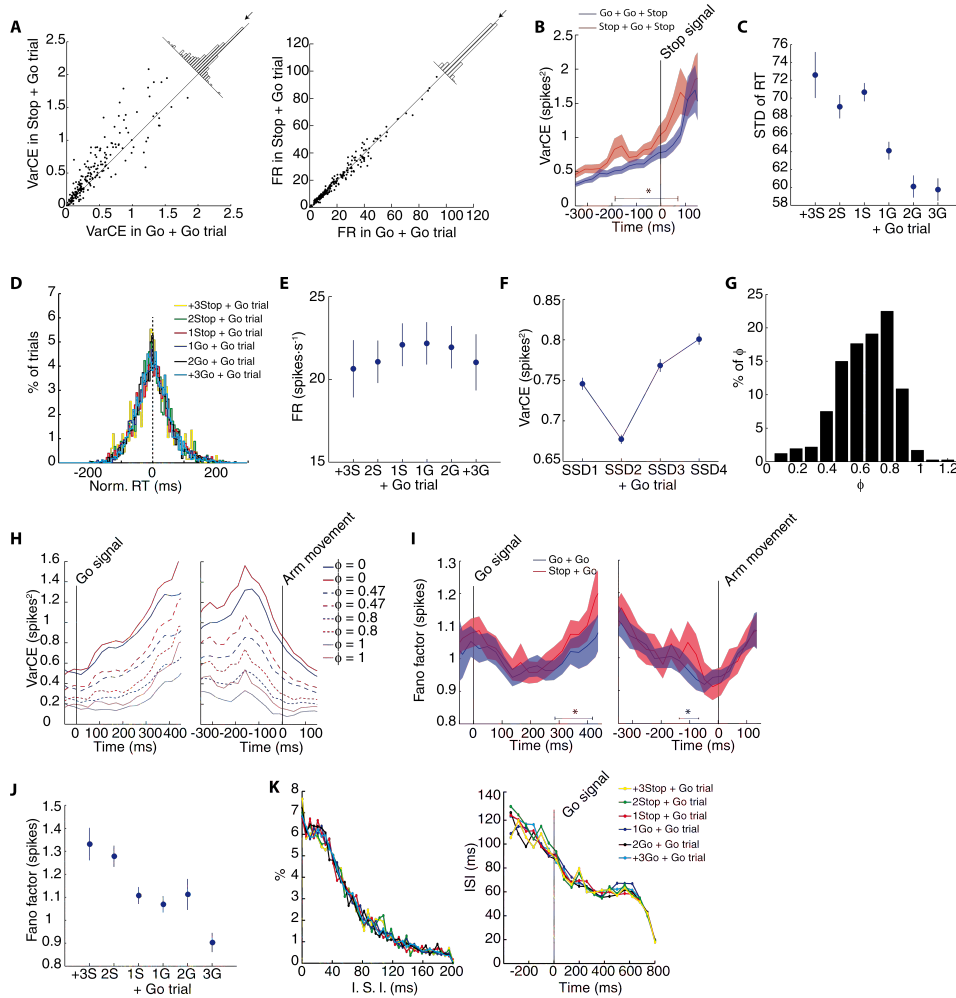 A
VarCE in Stop + Go trial
2.5
2
1.5
1
0.5
0
0 0.5 1 1.5 2 2.5
VarCE in Go + Go trial
FR in Stop + Go trial
120
100
80
60
40
20
0
0 20 40 60 80 100 120
FR in Go + Go trial
B
Go + Go + Stop
Stop + Go + Stop
Stop signal
VarCE (spikes²)
2
1.5
1
0.5
0
*
-300 -200 -100 0 100
Time (ms)
C
STD of RT
76
74
72
70
68
66
64
62
60
58
+3S 2S 1S 1G 2G 3G
+ Go trial
D
% of trials
7
6
5
4
3
2
1
0
-200 0 200
Norm. RT (ms)
+3Stop + Go trial
2Stop + Go trial
1Stop + Go trial
1Go + Go trial
2Go + Go trial
+3Go + Go trial
E
FR (spikes·s⁻¹)
25
20
15
+3S 2S 1S 1G 2G +3G
+ Go trial
F
VarCE (spikes²)
0.85
0.8
0.75
0.7
0.65
SSD1 SSD2 SSD3 SSD4
+ Go trial
G
% of ϕ
25
20
15
10
5
0
0 0.2 0.4 0.6 0.8 1 1.2
ϕ
H
Go signal
Arm movement
VarCE (spikes²)
1.6
1.4
1.2
1
0.8
0.6
0.4
0.2
0
0 100 200 300 400
Time (ms)
-300 -200 -100 0 100
Time (ms)
ϕ = 0
ϕ = 0
ϕ = 0.47
ϕ = 0.47
ϕ = 0.8
ϕ = 0.8
ϕ = 1
ϕ = 1
I
Go signal
Go + Go
Stop + Go
Arm movement
Fano factor (spikes)
1.3
1.2
1.1
1
0.9
0.8
*
*
0 100 200 300 400
Time (ms)
-300 -200 -100 0 100
Time (ms)
J
Fano factor (spikes)
1.5
1.4
1.3
1.2
1.1
1
0.9
0.8
+3S 2S 1S 1G 2G 3G
+ Go trial
K
%
8
7
6
5
4
3
2
1
0
0 40 80 120 160 200
I. S. I. (ms)
Go signal
ISI (ms)
140
120
100
80
60
40
20
0
-400 -200 0 200 400 600 800
Time (ms)
+3Stop + Go trial
2Stop + Go trial
1Stop + Go trial
1Go + Go trial
2Go + Go trial
+3Go + Go trial